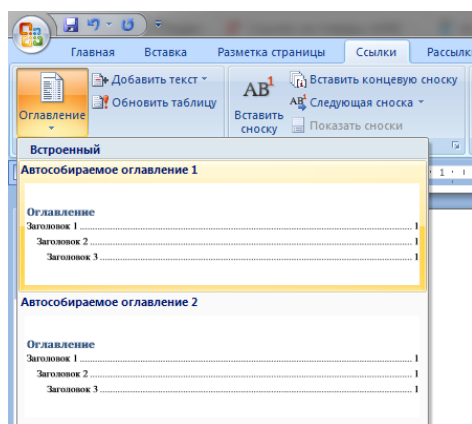 Главная Вставка Разметка страницы Ссылки Рассылк
Оглавление
Добавить текст
Обновить таблицу
AB1
Вставить сноску
Вставить концевую сноску
AB1 Следующая сноска
Показать сноски
1
Встроенный
Автособираемое оглавление 1
Оглавление
Заголовок 1 1
Заголовок 2 1
Заголовок 3 1
Автособираемое оглавление 2
Оглавление
Заголовок 1 1
Заголовок 2 1
Заголовок 3 1